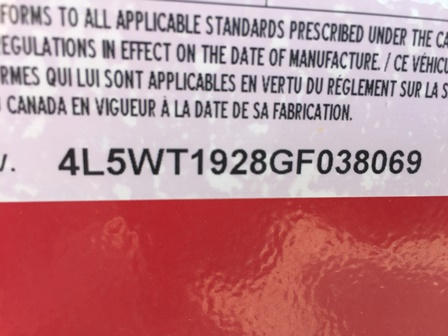 FORMS TO ALL APPLICABLE STANDARDS PRESCRIBED UNDER THE CA
REGULATIONS IN EFFECT ON THE DATE OF MANUFACTURE. / CE VÉHICU
RMES QUI LUI SONT APPLICABLES EN VERTU DU RÉGLEMENT SUR LA S
U CANADA EN VIGUEUR À LA DATE DE SA FABRICATION.
4L5WT1928GF038069